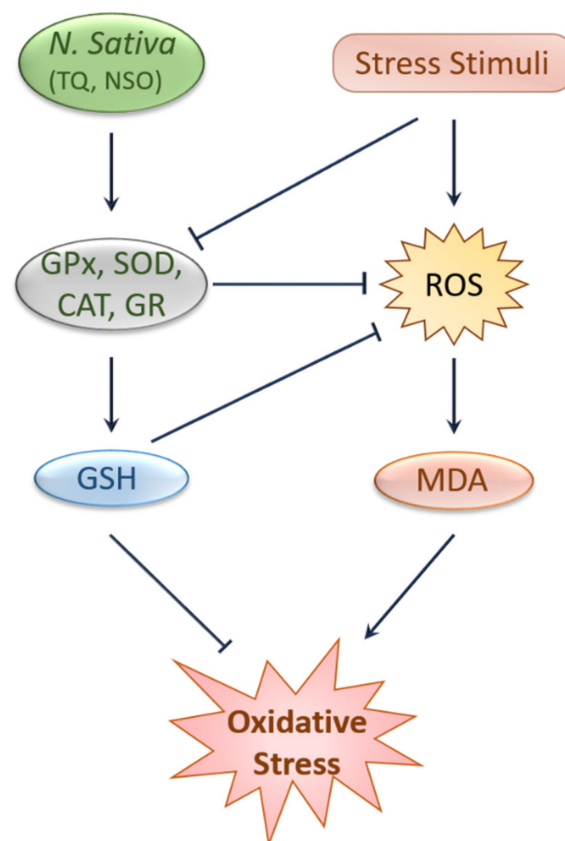 N. Sativa
(TQ, NSO)
Stress Stimuli
GPx, SOD,
CAT, GR
ROS
GSH
MDA
Oxidative
Stress